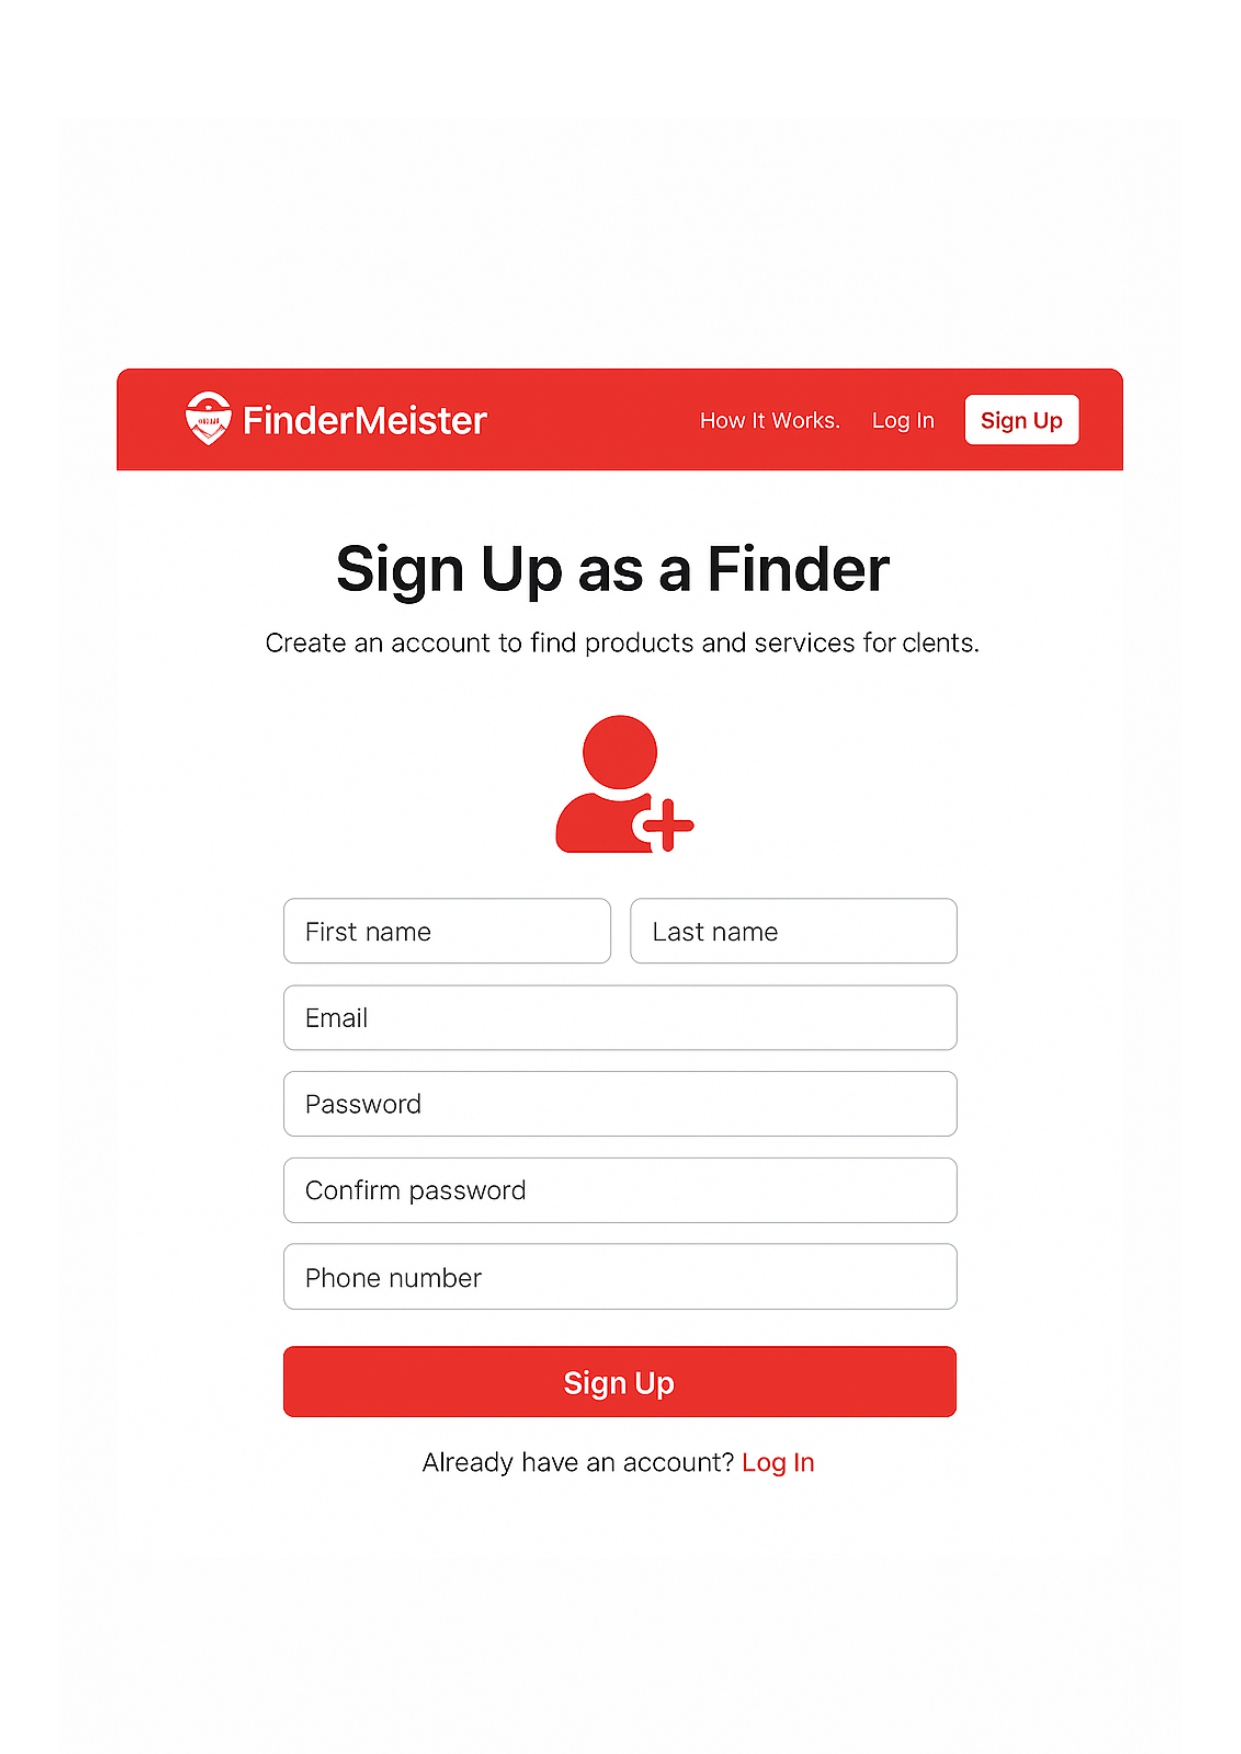 FinderMeister
How It Works. Log In Sign Up
Sign Up as a Finder
Create an account to find products and services for clents.
First name Last name
Email
Password
Confirm password
Phone number
Sign Up
Already have an account? Log In